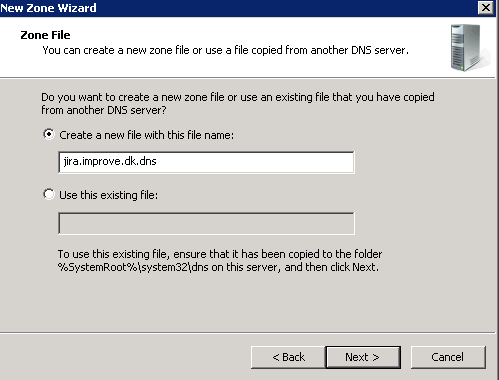 New Zone Wizard
Zone File
You can create a new zone file or use a file copied from another DNS server.
Do you want to create a new zone file or use an existing file that you have copied
from another DNS server?
Create a new file with this file name:
jira.improve.dk.dns
Use this existing file:
To use this existing file, ensure that it has been copied to the folder
%SystemRoot%\system32\dns on this server, and then click Next.
< Back
Next >
Cancel